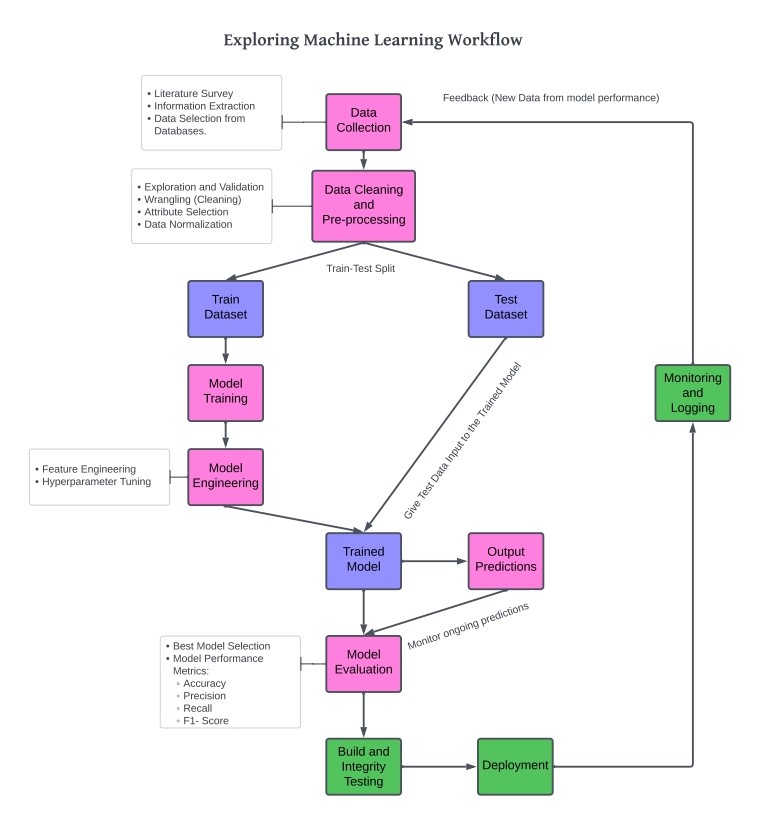 Exploring Machine Learning Workflow
• Literature Survey
• Information Extraction
• Data Selection from
Databases.
Data
Collection
Feedback (New Data from model performance)
• Exploration and Validation
• Wrangling (Cleaning)
• Attribute Selection
• Data Normalization
Data Cleaning
and
Pre-processing
Train-Test Split
Train
Dataset
Test
Dataset
Model
Training
Give Test Data Input to the Trained Model
Monitoring
and
Logging
• Feature Engineering
• Hyperparameter Tuning
Model
Engineering
Trained
Model
Output
Predictions
Monitor ongoing predictions
• Best Model Selection
• Model Performance
Metrics:
◦ Accuracy
◦ Precision
◦ Recall
◦ F1- Score
Model
Evaluation
Build and
Integrity
Testing
Deployment